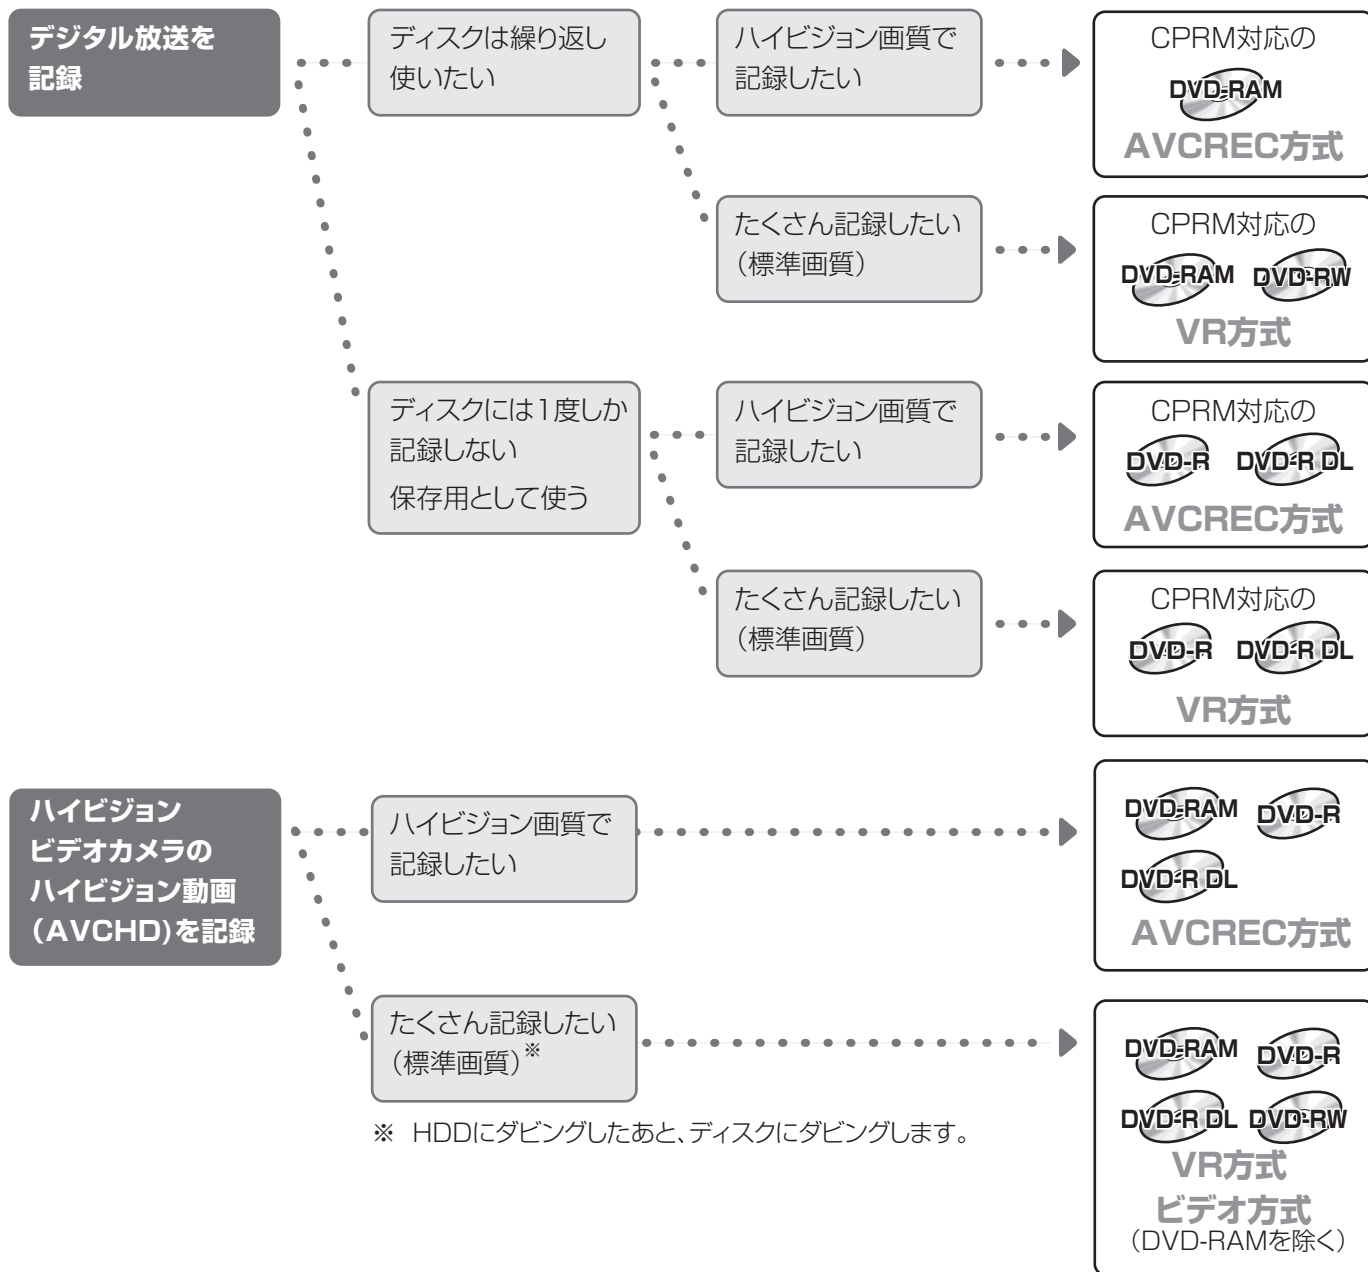 デジタル放送を
記録
ディスクは繰り返し
使いたい
ハイビジョン画質で
記録したい
CPRM対応の
DVD-RAM
AVCREC方式
たくさん記録したい
（標準画質）
CPRM対応の
DVD-RAM DVD-RW
VR方式
ディスクには1度しか
記録しない
保存用として使う
ハイビジョン画質で
記録したい
CPRM対応の
DVD-R DVD-R DL
AVCREC方式
たくさん記録したい
（標準画質）
CPRM対応の
DVD-R DVD-R DL
VR方式
ハイビジョン
ビデオカメラの
ハイビジョン動画
（AVCHD)を記録
ハイビジョン画質で
記録したい
DVD-RAM DVD-R
DVD-R DL
AVCREC方式
たくさん記録したい
（標準画質）※
DVD-RAM DVD-R
DVD-R DL DVD-RW
VR方式
ビデオ方式
（DVD-RAMを除く）
※ HDDにダビングしたあと、ディスクにダビングします。